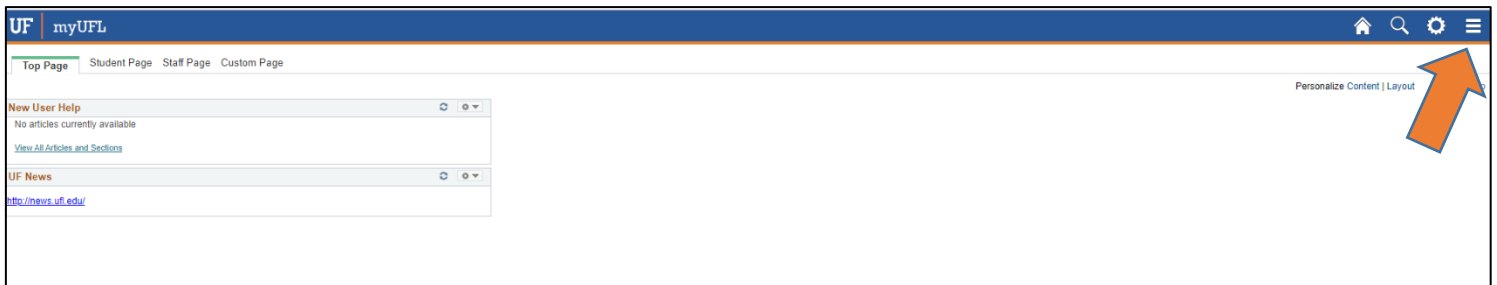 UF myUFL
Top Page Student Page Staff Page Custom Page
Personalize Content | Layout
New User Help
No articles currently available
View All Articles and Sections
UF News
http://news.ufl.edu/